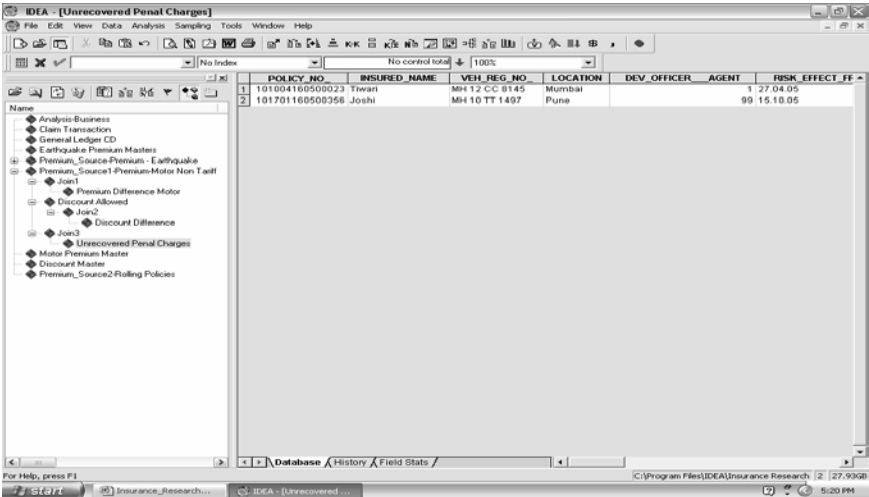 IDEA - [Unrecovered Penal Charges]
File Edit View Data Analysis Sampling Tools Window Help
No Index No control total 100%
Name
Analysis-Business
Claim Transaction
General Ledger CD
Earthquake Premium Masters
Premium_Source-Premium - Earthquake
Premium_Source1-Premium-Motor Non Tariff
Join1
Premium Difference Motor
Discount Allowed
Join2
Discount Difference
Join3
Unrecovered Penal Charges
Motor Premium Master
Discount Master
Premium_Source2-Rolling Policies
POLICY_NO_ INSURED_NAME VEH_REG_NO_ LOCATION DEV_OFFICER___AGENT RISK_EFFECT_FF
1 101004160500023 Tiwari MH 12 CC 8145 Mumbai 1 27.04.05
2 101701160500356 Joshi MH 10 TT 1497 Pune 99 15.10.05
Database History Field Stats
For Help, press F1 C:\Program Files\IDEA\Insurance Research 2 27.93GB
start Insurance_Research... IDEA - [Unrecovered ... 5:20 PM